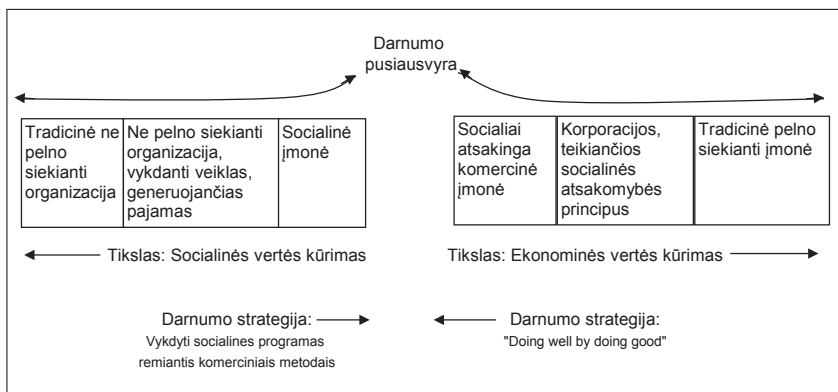 Darnumo
pusiausvyra
Tradicinė ne
pelno
siekianti
organizacija
Ne pelno siekianti
organizacija,
vykdanti veiklas,
generuojančias
pajamas
Socialinė
įmonė
Socialiai
atsakinga
komercinė
įmonė
Korporacijos,
teikiančios
socialinės
atsakomybės
principus
Tradicinė pelno
siekianti įmonė
Tikslas: Socialinės vertės kūrimas
Tikslas: Ekonominės vertės kūrimas
Darnumo strategija:
Vykdyti socialines programas
remiantis komerciniais metodais
Darnumo strategija:
"Doing well by doing good"